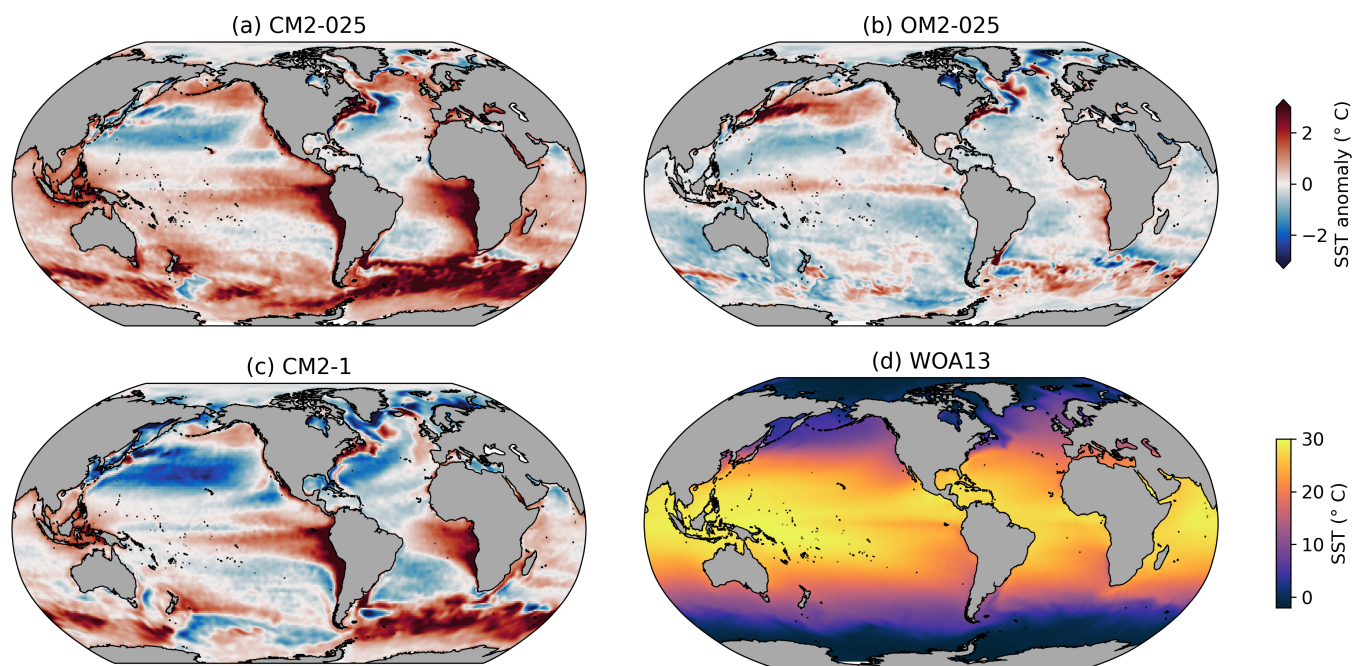 (a) CM2-025
(b) OM2-025
2
0
−2
SST anomaly (° C)
(c) CM2-1
(d) WOA13
30
20
10
0
SST (° C)